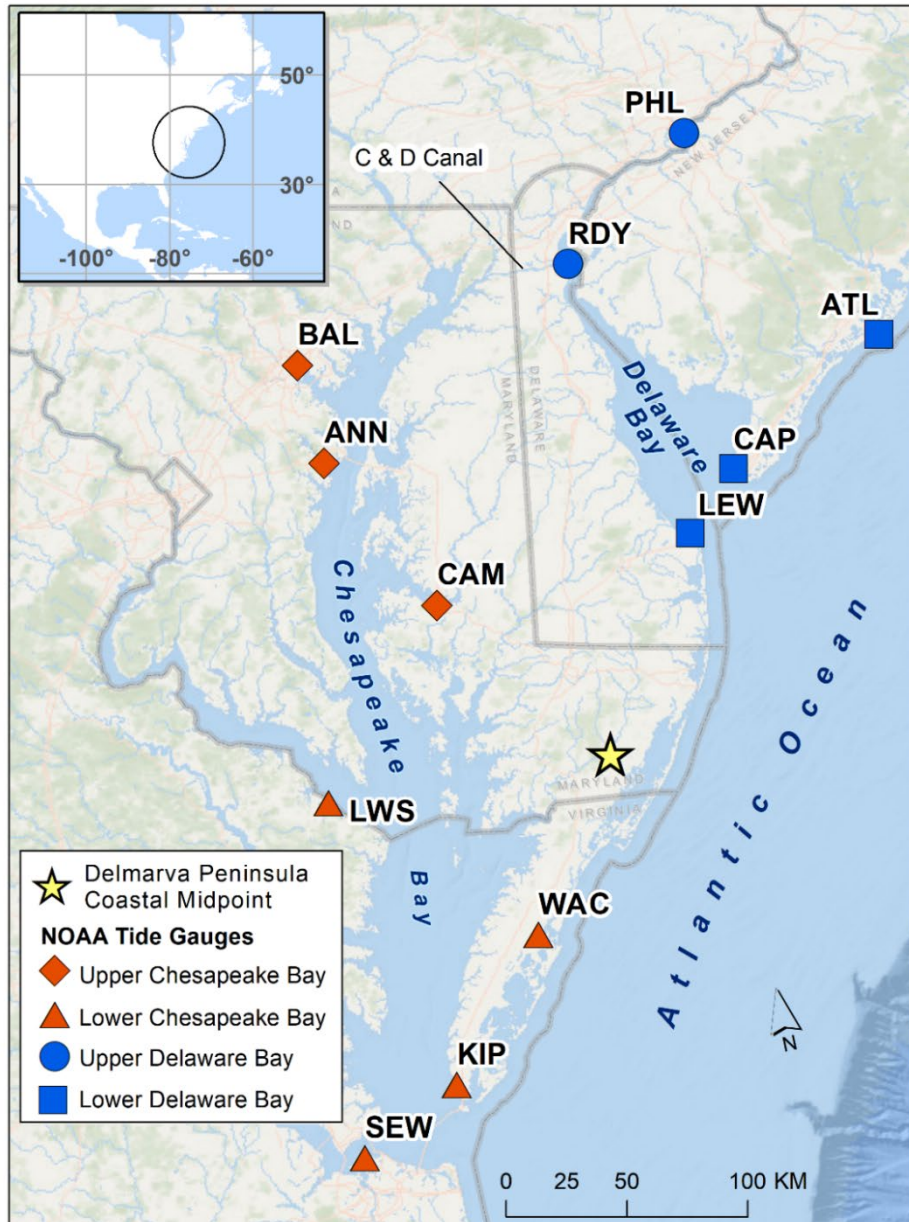 50°
30°
-100°
-80°
-60°
PHL
NEW JERSEY
C & D Canal
RDY
ATL
BAL
Delaware
Bay
MARYLAND
DELAWARE
ANN
CAP
LEW
CAM
Chesapeake
Bay
Atlantic Ocean
MARYLAND
VIRGINIA
LWS
WAC
KIP
SEW
Delmarva Peninsula
Coastal Midpoint
NOAA Tide Gauges
Upper Chesapeake Bay
Lower Chesapeake Bay
Upper Delaware Bay
Lower Delaware Bay
N
0 25 50 100 KM